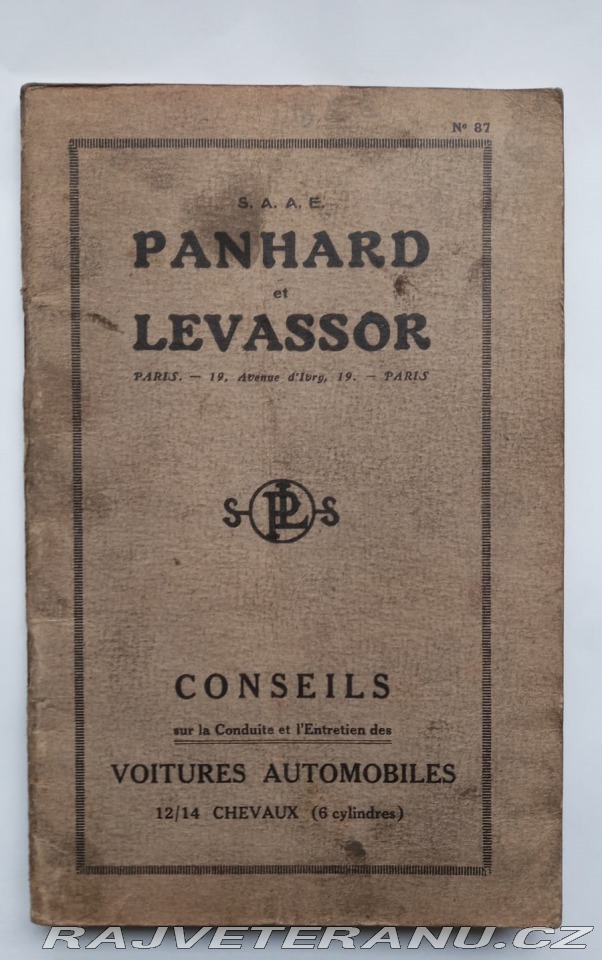 Nº 87
S. A. A. E.
PANHARD
et
LEVASSOR
PARIS. — 19, Avenue d'Ivry, 19. — PARIS
S PL S
CONSEILS
sur la Conduite et l'Entretien des
VOITURES AUTOMOBILES
12/14 CHEVAUX (6 cylindres)
RAJVETERANU.CZ